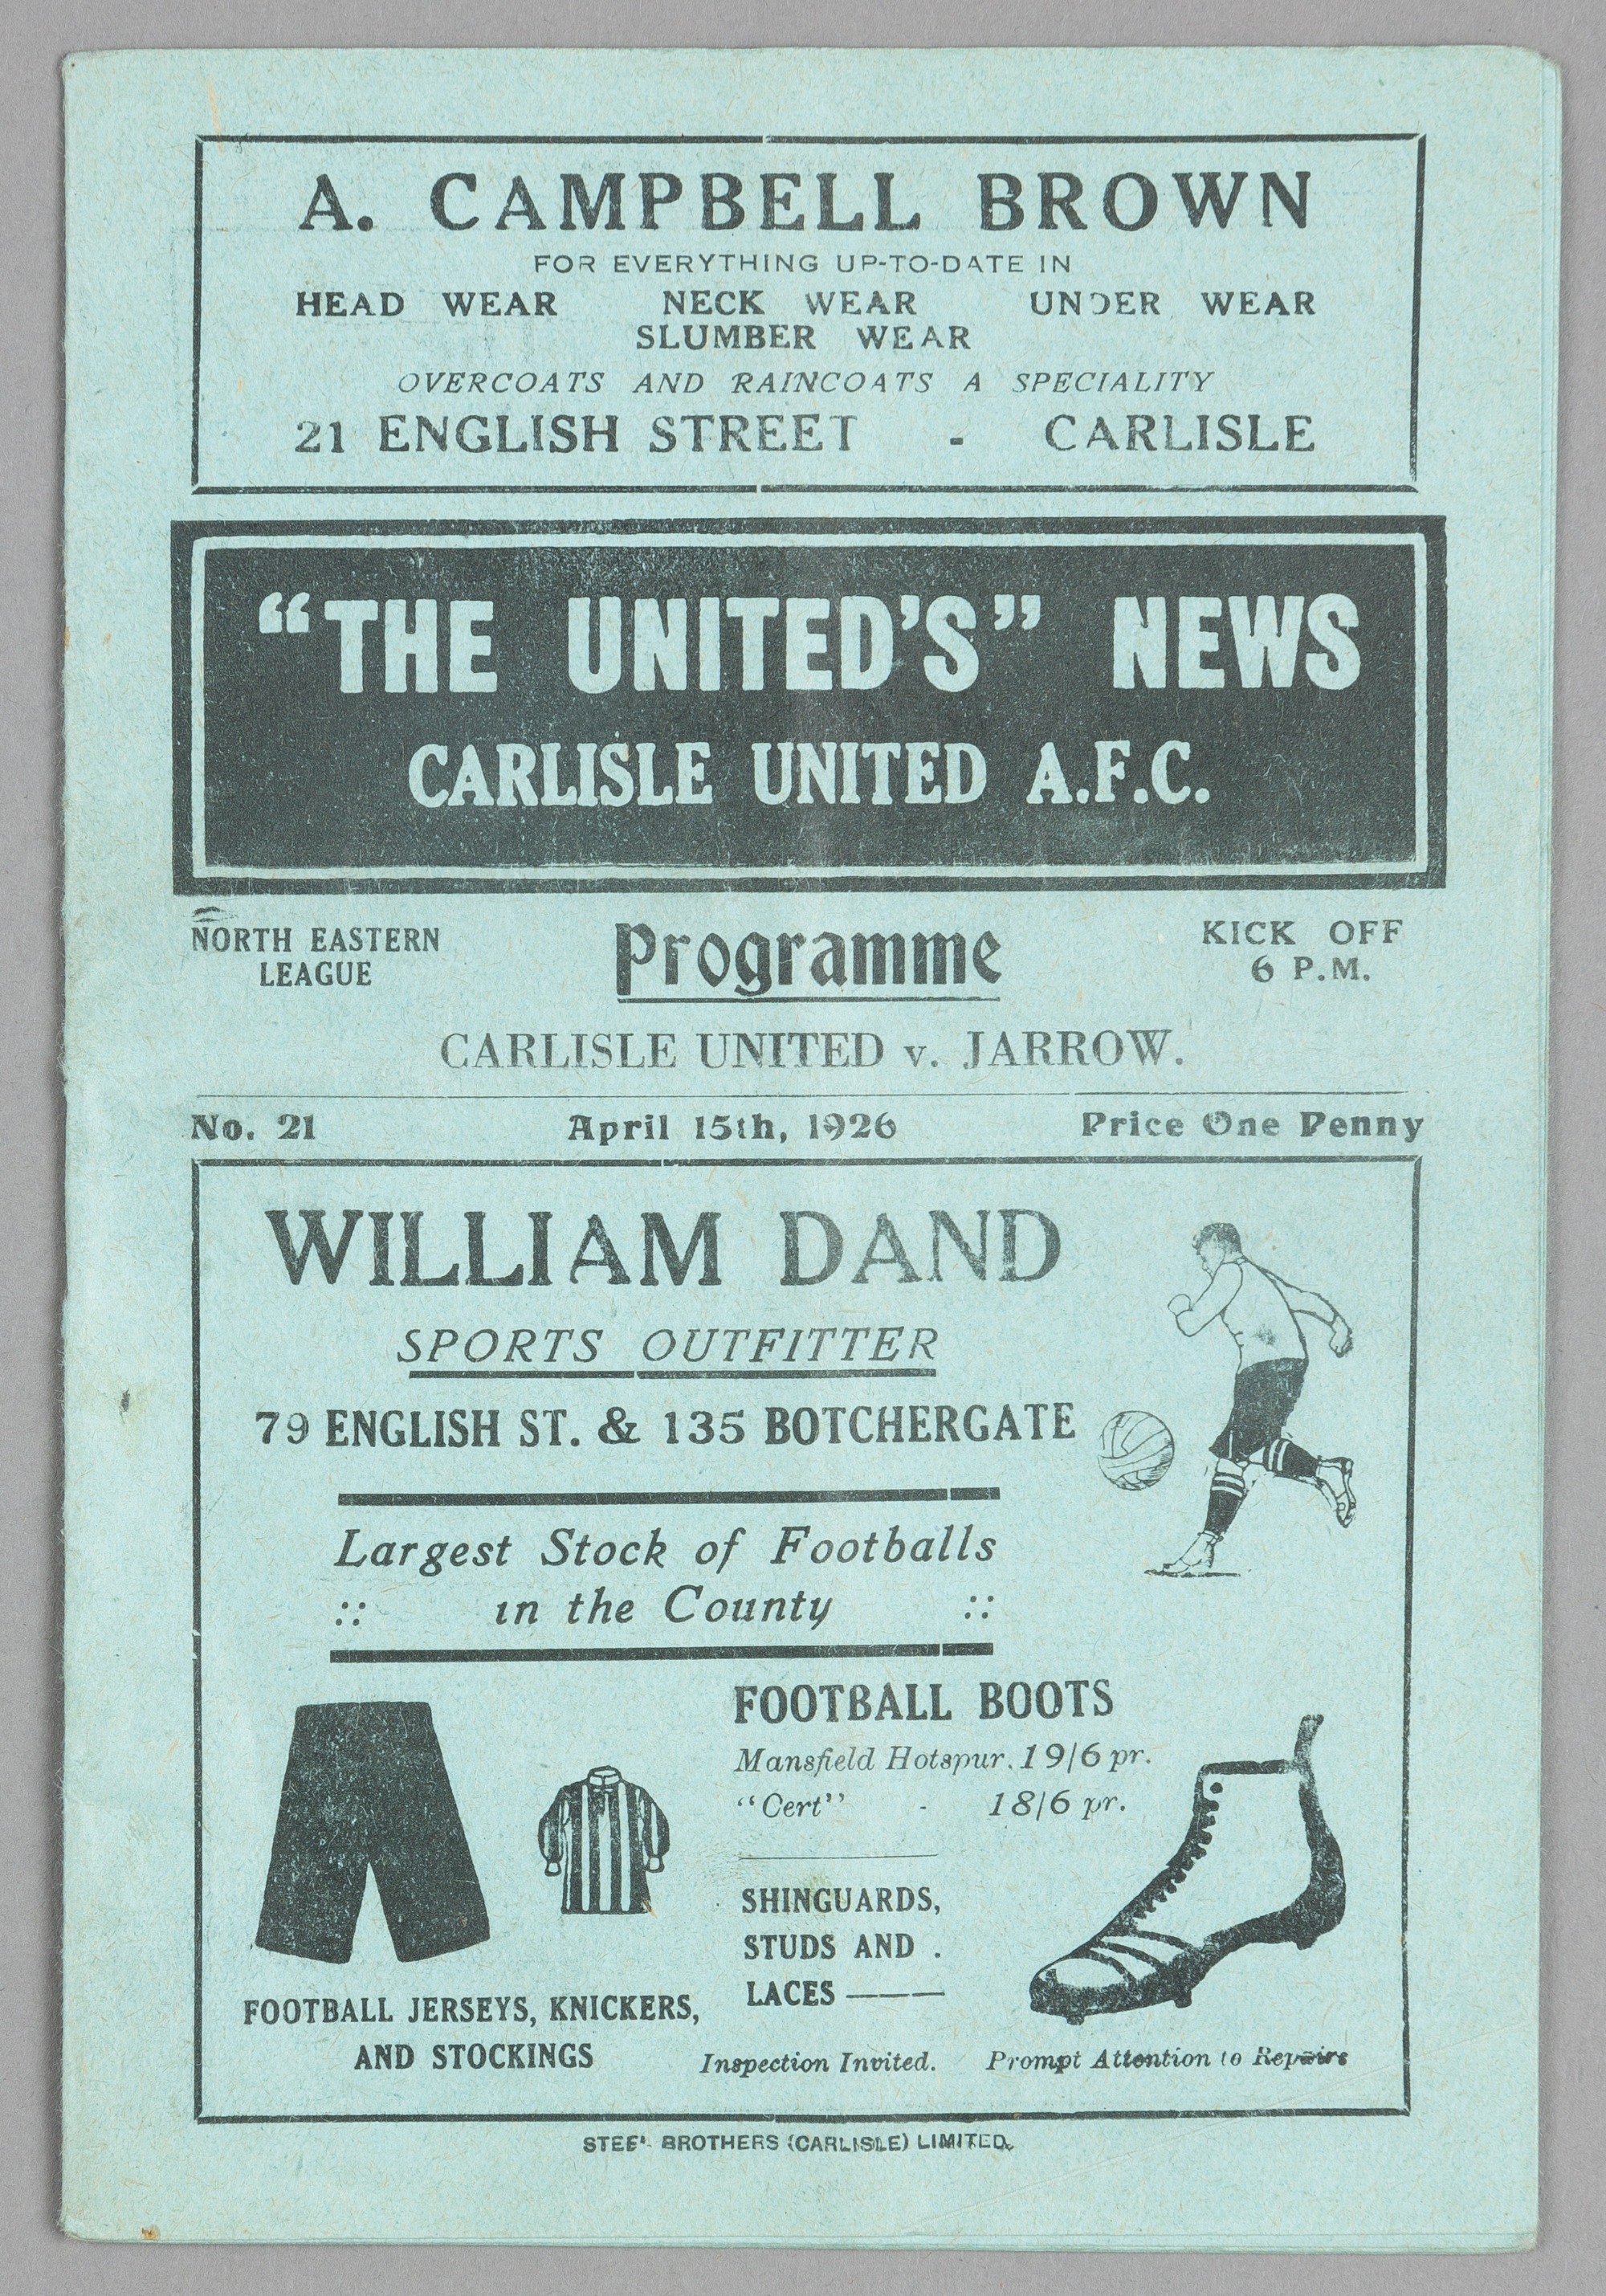 A. CAMPBELL BROWN
FOR EVERYTHING UP-TO-DATE IN
HEAD WEAR NECK WEAR UNDER WEAR
SLUMBER WEAR
OVERCOATS AND RAINCOATS A SPECIALITY
21 ENGLISH STREET - CARLISLE
“THE UNITED’S” NEWS
CARLISLE UNITED A.F.C.
NORTH EASTERN
LEAGUE
Programme
KICK OFF
6 P.M.
CARLISLE UNITED v. JARROW.
No. 21 April 15th, 1926 Price One Penny
WILLIAM DAND
SPORTS OUTFITTER
79 ENGLISH ST. & 135 BOTCHERGATE
Largest Stock of Footballs
:: in the County ::
FOOTBALL BOOTS
Mansfield Hotspur. 19/6 pr.
“Cert” - 18/6 pr.
SHINGUARDS,
STUDS AND .
LACES ———
FOOTBALL JERSEYS, KNICKERS,
AND STOCKINGS
Inspection Invited. Prompt Attention to Repairs
STEEL BROTHERS (CARLISLE) LIMITED.